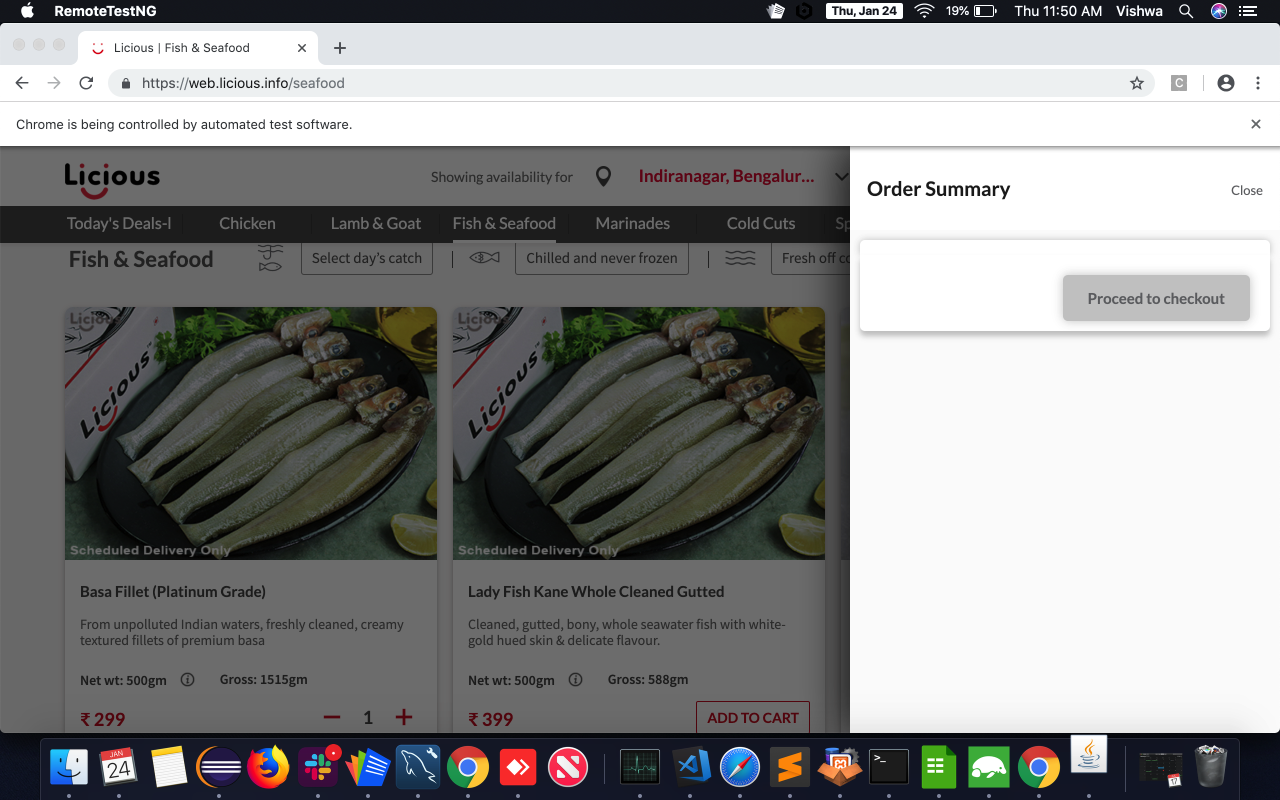 RemoteTestNG
Thu, Jan 24
19%
Thu 11:50 AM
Vishwa
Licious | Fish & Seafood
https://web.licious.info/seafood
C
Chrome is being controlled by automated test software.
Licious
Showing availability for
Indiranagar, Bengalur...
Today's Deals-I
Chicken
Lamb & Goat
Fish & Seafood
Marinades
Cold Cuts
Sp
Fish & Seafood
Select day's catch
Chilled and never frozen
Fresh off co
Order Summary
Close
Proceed to checkout
Licious
Licious
Scheduled Delivery Only
Licious
Licious
Scheduled Delivery Only
Basa Fillet (Platinum Grade)
From unpolluted Indian waters, freshly cleaned, creamy
textured fillets of premium basa
Net wt: 500gm
Gross: 1515gm
₹ 299
1
Lady Fish Kane Whole Cleaned Gutted
Cleaned, gutted, bony, whole seawater fish with white-
gold hued skin & delicate flavour.
Net wt: 500gm
Gross: 588gm
₹ 399
ADD TO CART
JAN
24
>_
17